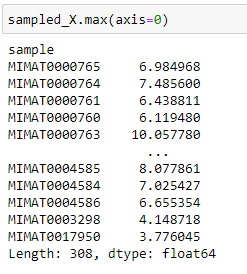 sampled_X.max(axis=0)
sample
MIMAT0000765 6.984968
MIMAT0000764 7.485600
MIMAT0000761 6.438811
MIMAT0000760 6.119480
MIMAT0000763 10.057780
...
MIMAT0004585 8.077861
MIMAT0004584 7.025427
MIMAT0004586 6.655354
MIMAT0003298 4.148718
MIMAT0017950 3.776045
Length: 308, dtype: float64